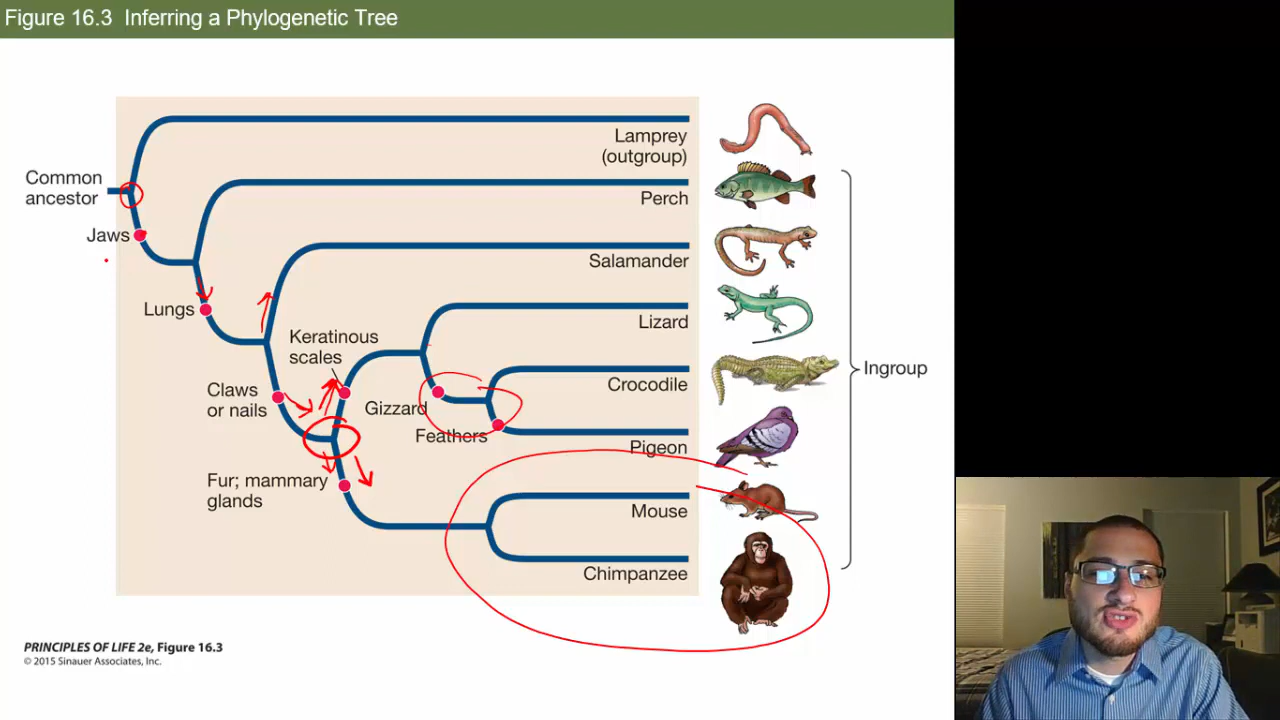 Figure 16.3 Inferring a Phylogenetic Tree
Lamprey
(outgroup)
Common
ancestor
Perch
Jaws
Salamander
Lungs
Lizard
Keratinous
scales
Ingroup
Crocodile
Claws
or nails
Gizzard
Feathers
Pigeon
Fur; mammary
glands
Mouse
Chimpanzee
PRINCIPLES OF LIFE 2e, Figure 16.3
© 2015 Sinauer Associates, Inc.